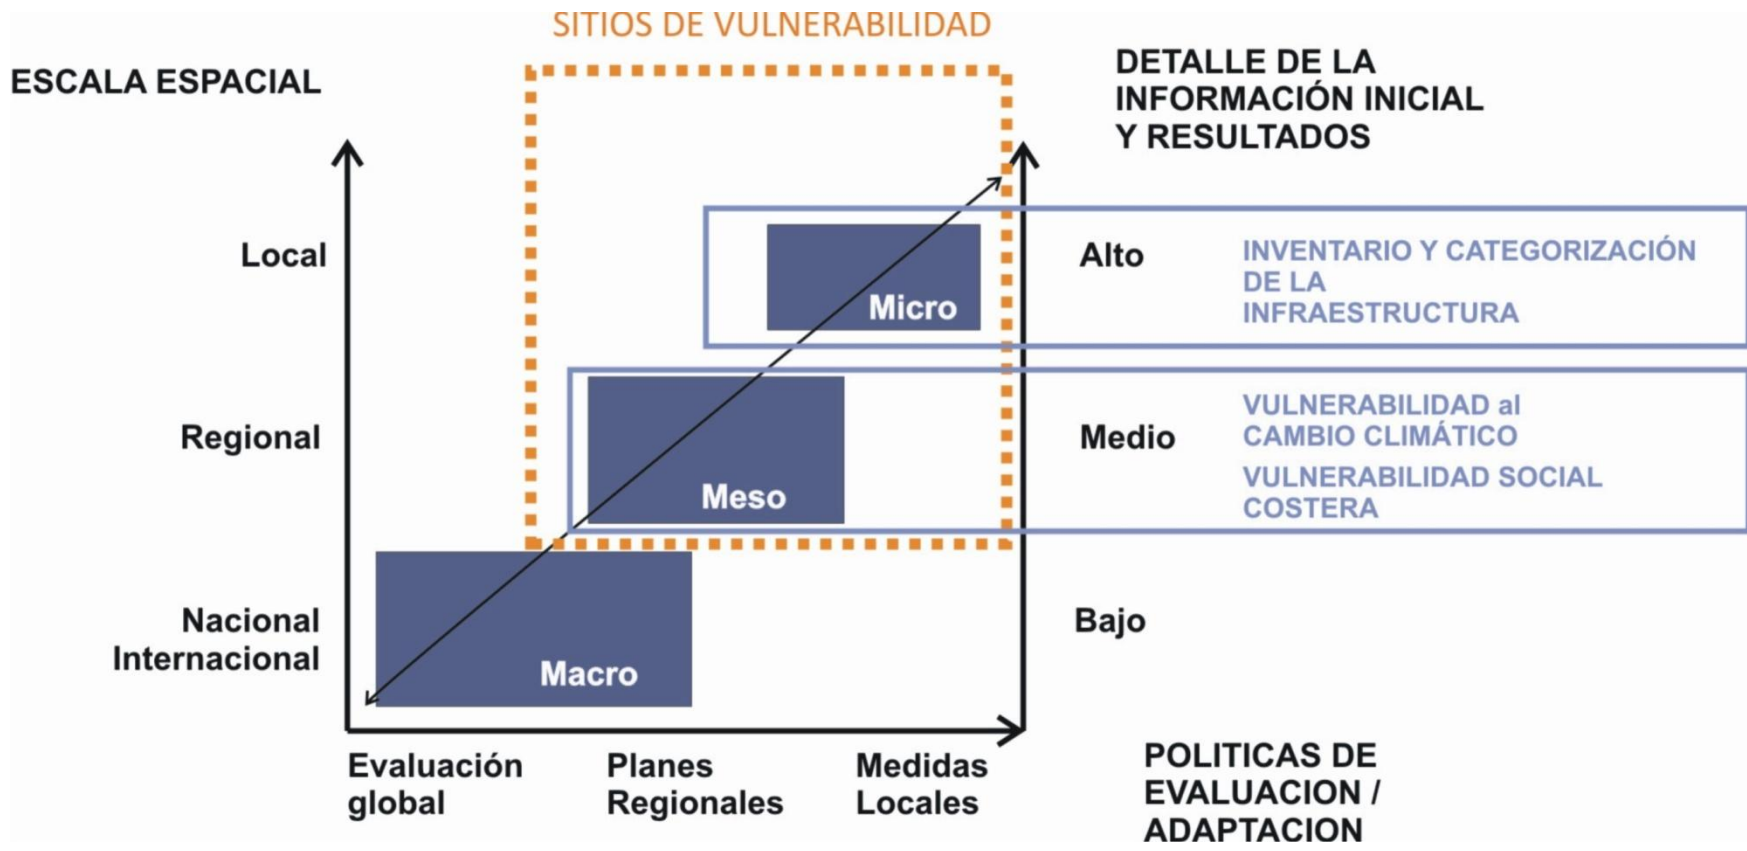 SITIOS DE VULNERABILIDAD
ESCALA ESPACIAL
DETALLE DE LA
INFORMACIÓN INICIAL
Y RESULTADOS
Local
Micro
Alto
INVENTARIO Y CATEGORIZACIÓN
DE LA
INFRAESTRUCTURA
Regional
Meso
Medio
VULNERABILIDAD al
CAMBIO CLIMÁTICO
VULNERABILIDAD SOCIAL
COSTERA
Nacional
Internacional
Macro
Bajo
Evaluación
global
Planes
Regionales
Medidas
Locales
POLITICAS DE
EVALUACION /
ADAPTACION